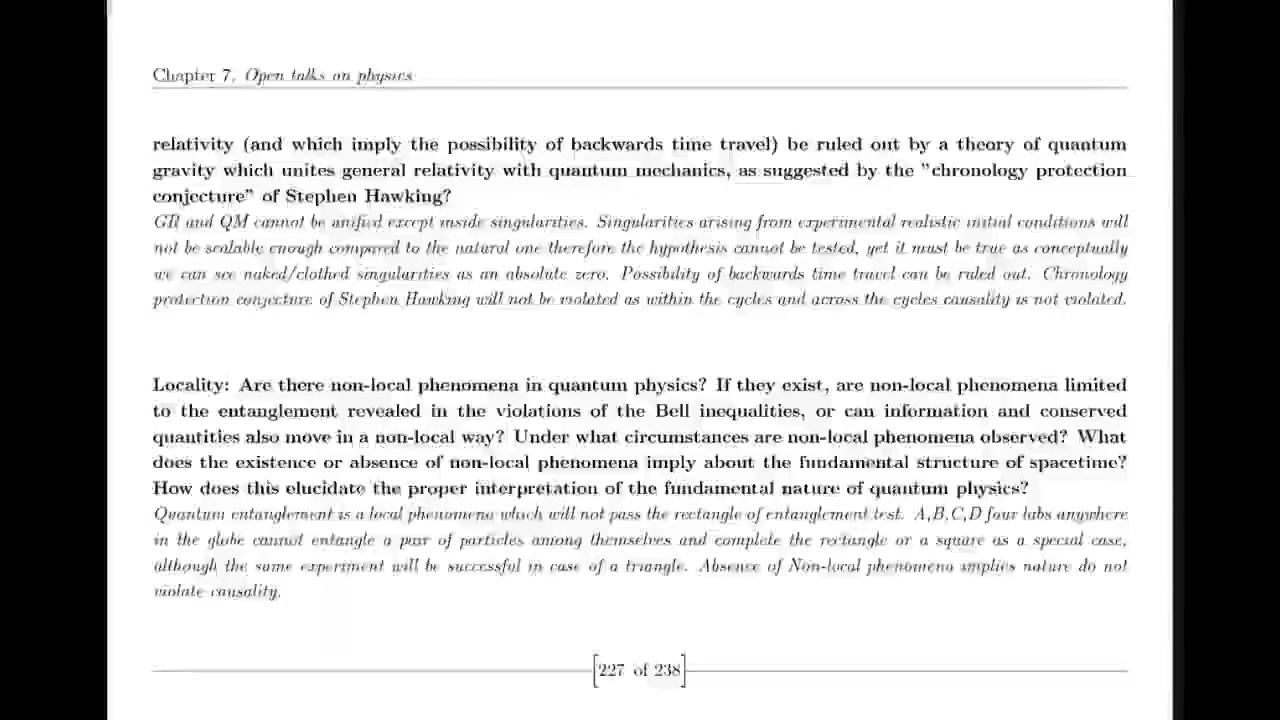 Chapter 7. Open talks on physics
relativity (and which imply the possibility of backwards time travel) be ruled out by a theory of quantum
gravity which unites general relativity with quantum mechanics, as suggested by the "chronology protection
conjecture" of Stephen Hawking?
GR and QM cannot be unified except inside singularities. Singularities arising from experimental realistic initial conditions will
not be scalable enough compared to the natural one therefore the hypothesis cannot be tested, yet it must be true as conceptually
we can see naked/clothed singularities as an absolute zero. Possibility of backwards time travel can be ruled out. Chronology
protection conjecture of Stephen Hawking will not be violated as within the cycles and across the cycles causality is not violated.
Locality: Are there non-local phenomena in quantum physics? If they exist, are non-local phenomena limited
to the entanglement revealed in the violations of the Bell inequalities, or can information and conserved
quantities also move in a non-local way? Under what circumstances are non-local phenomena observed? What
does the existence or absence of non-local phenomena imply about the fundamental structure of spacetime?
How does this elucidate the proper interpretation of the fundamental nature of quantum physics?
Quantum entanglement is a local phenomena which will not pass the rectangle of entanglement test. A,B,C,D four labs anywhere
in the globe cannot entangle a pair of particles among themselves and complete the rectangle or a square as a special case,
although the same experiment will be successful in case of a triangle. Absence of Non-local phenomena implies nature do not
violate causality.
227 of 238